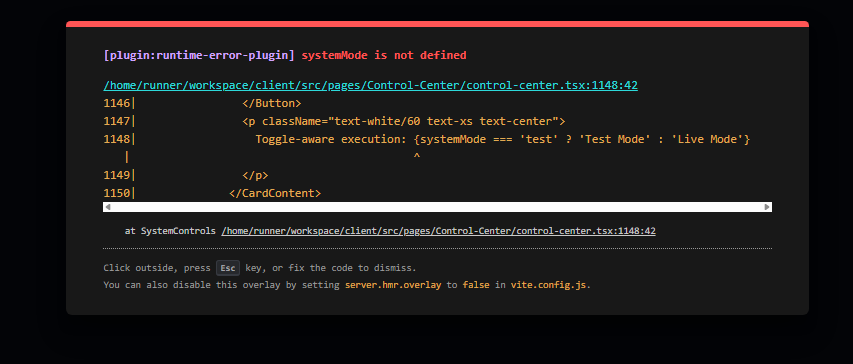 [plugin:runtime-error-plugin] systemMode is not defined
/home/runner/workspace/client/src/pages/Control-Center/control-center.tsx:1148:42
1146|                 </Button>
1147|                 <p className="text-white/60 text-xs text-center">
1148|                   Toggle-aware execution: {systemMode === 'test' ? 'Test Mode' : 'Live Mode'}
    |                                            ^
1149|                 </p>
1150|               </CardContent>
at SystemControls /home/runner/workspace/client/src/pages/Control-Center/control-center.tsx:1148:42
Click outside, press Esc key, or fix the code to dismiss.
You can also disable this overlay by setting server.hmr.overlay to false in vite.config.js.